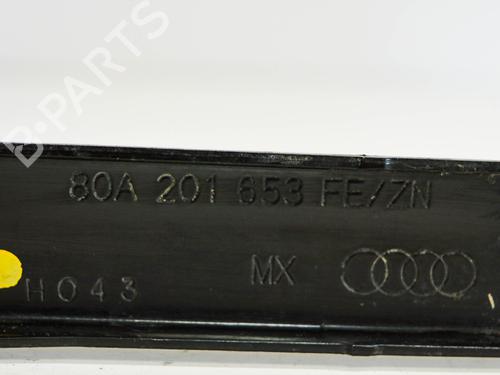 B-PARTS
80A 201 653 FE/ZN
MX
H043